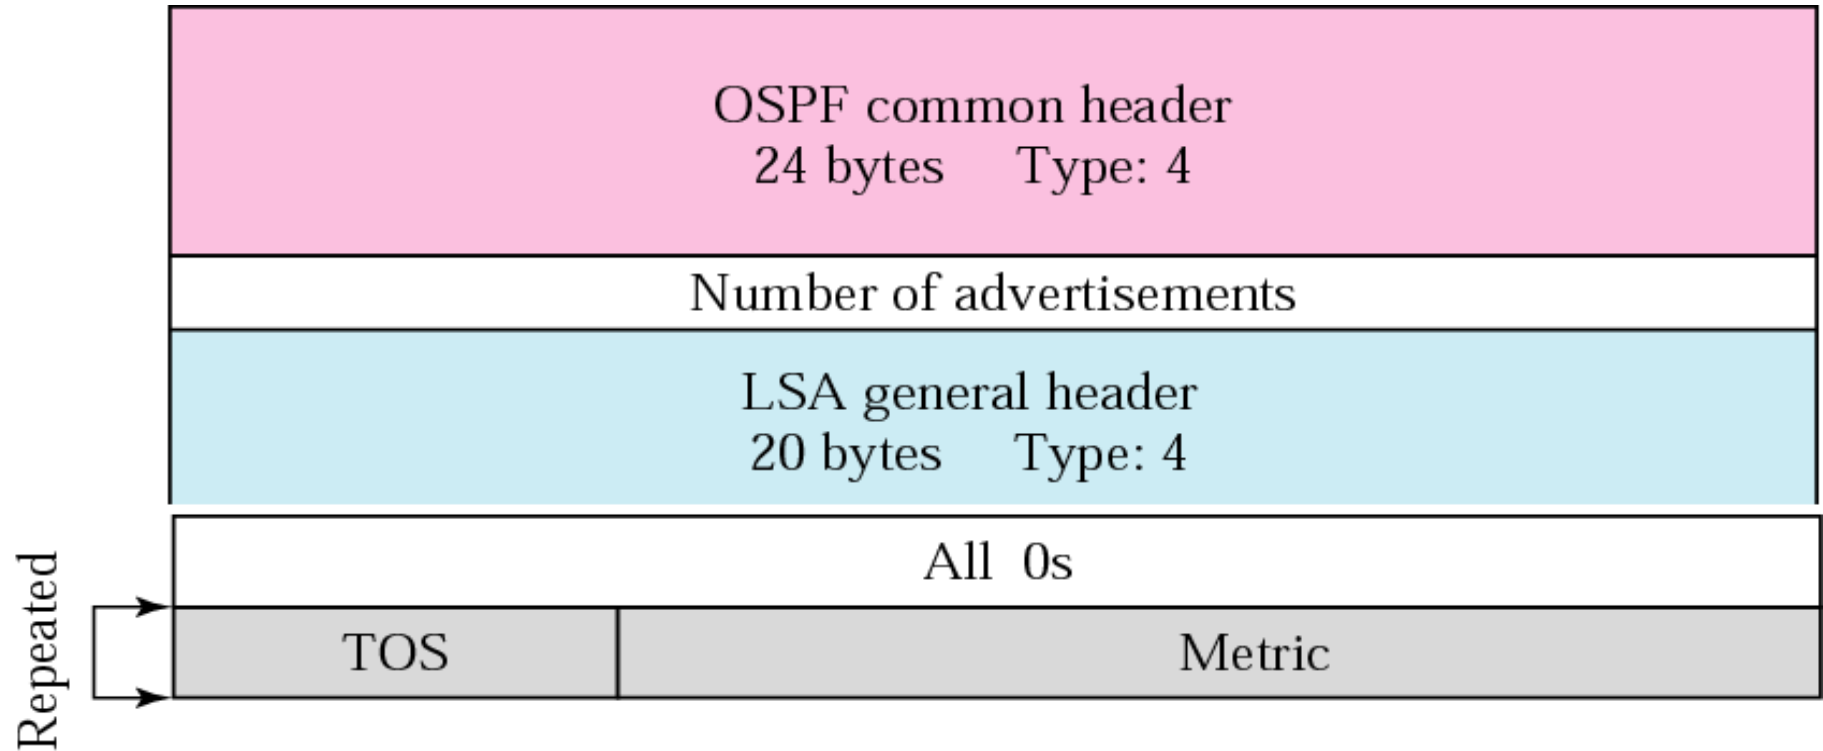 OSPF common header
24 bytes Type: 4
Number of advertisements
LSA general header
20 bytes Type: 4
All 0s
Repeated
TOS Metric